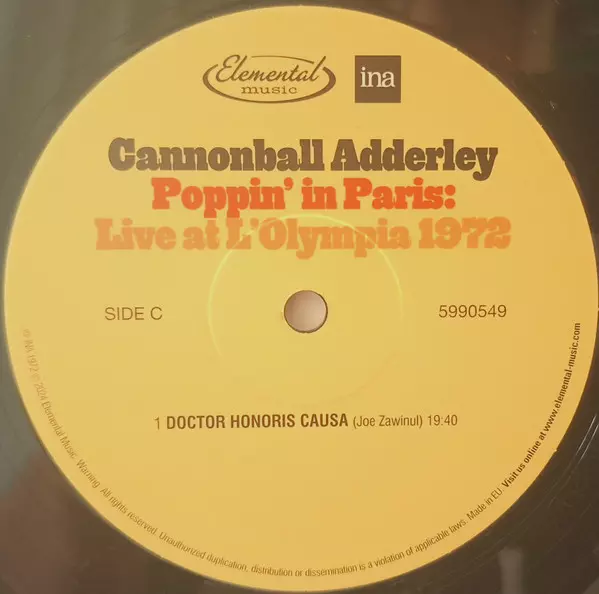 Elemental
music
ina
Cannonball Adderley
Poppin' in Paris:
Live at L'Olympia 1972
SIDE C
5990549
1 DOCTOR HONORIS CAUSA (Joe Zawinul) 19:40
℗ INA 1972 © 2024 Elemental Music. Warning. All rights reserved. Unauthorized duplication, distribution or dissemination is a violation of applicable laws. Made in EU. Visit us online at www.elemental-music.com